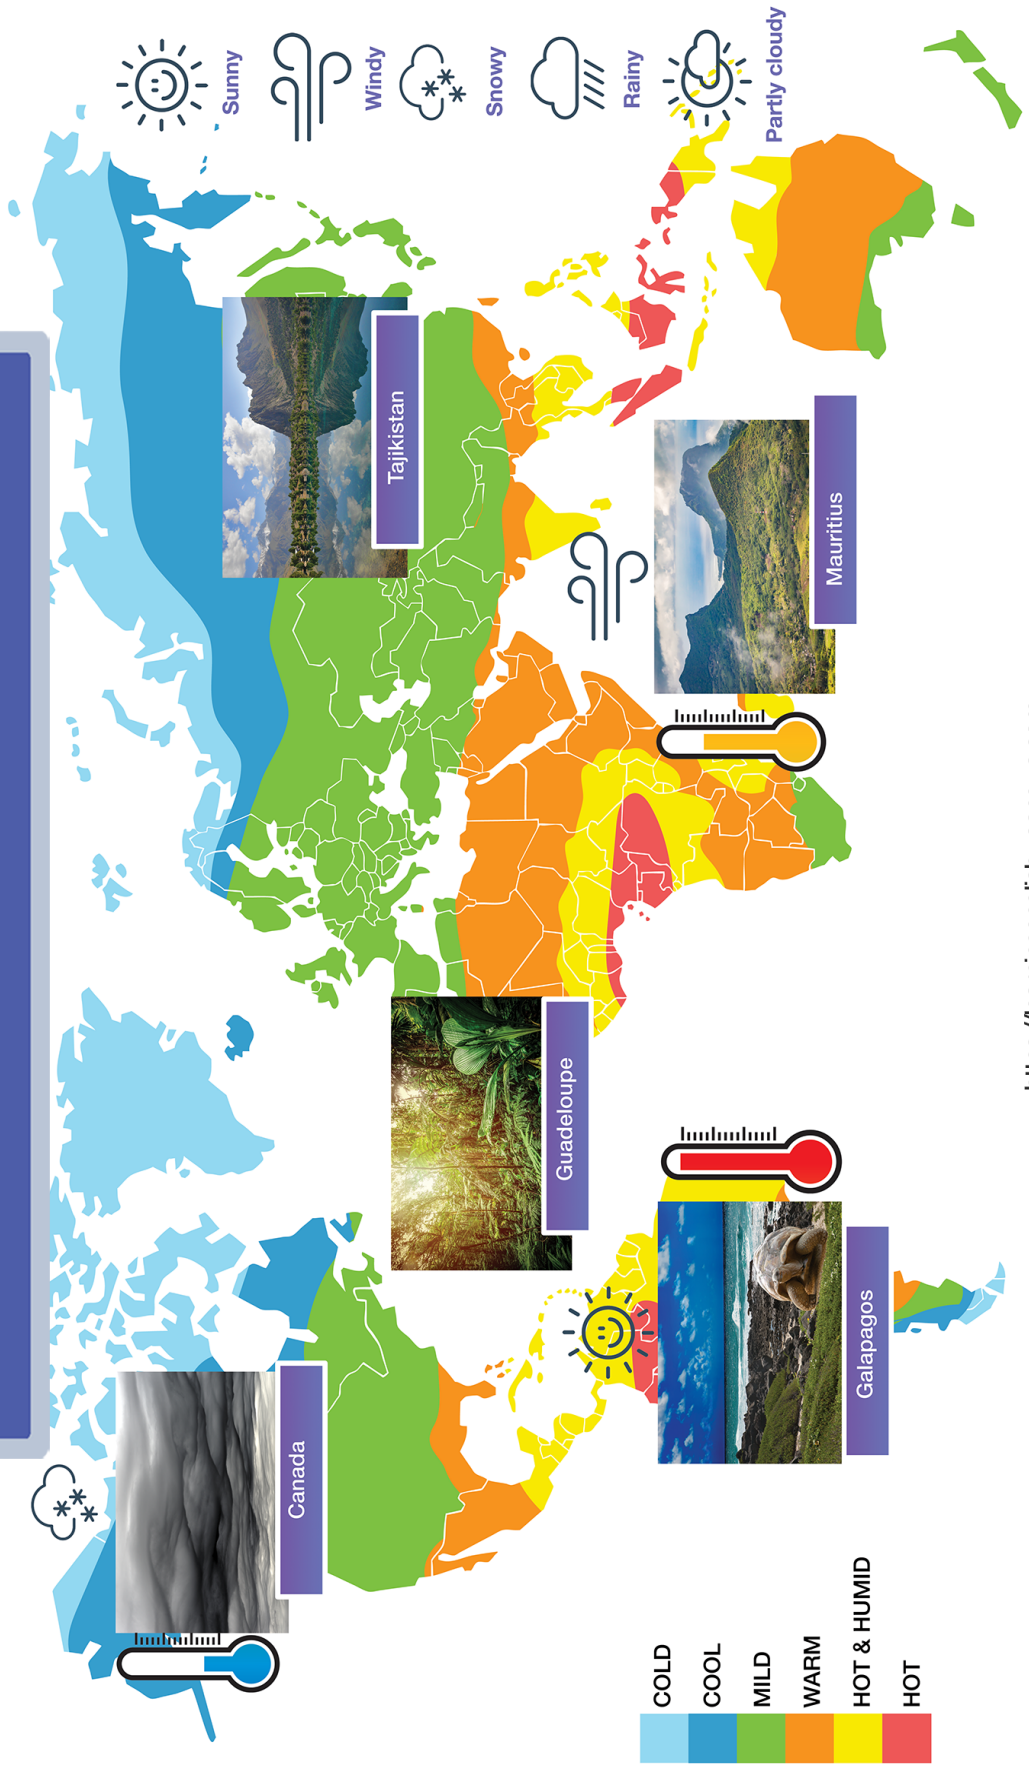 Sunny
Windy
Snowy
Rainy
Partly cloudy
Tajikistan
Mauritius
Guadeloupe
Canada
Galapagos
COLD
COOL
MILD
WARM
HOT & HUMID
HOT